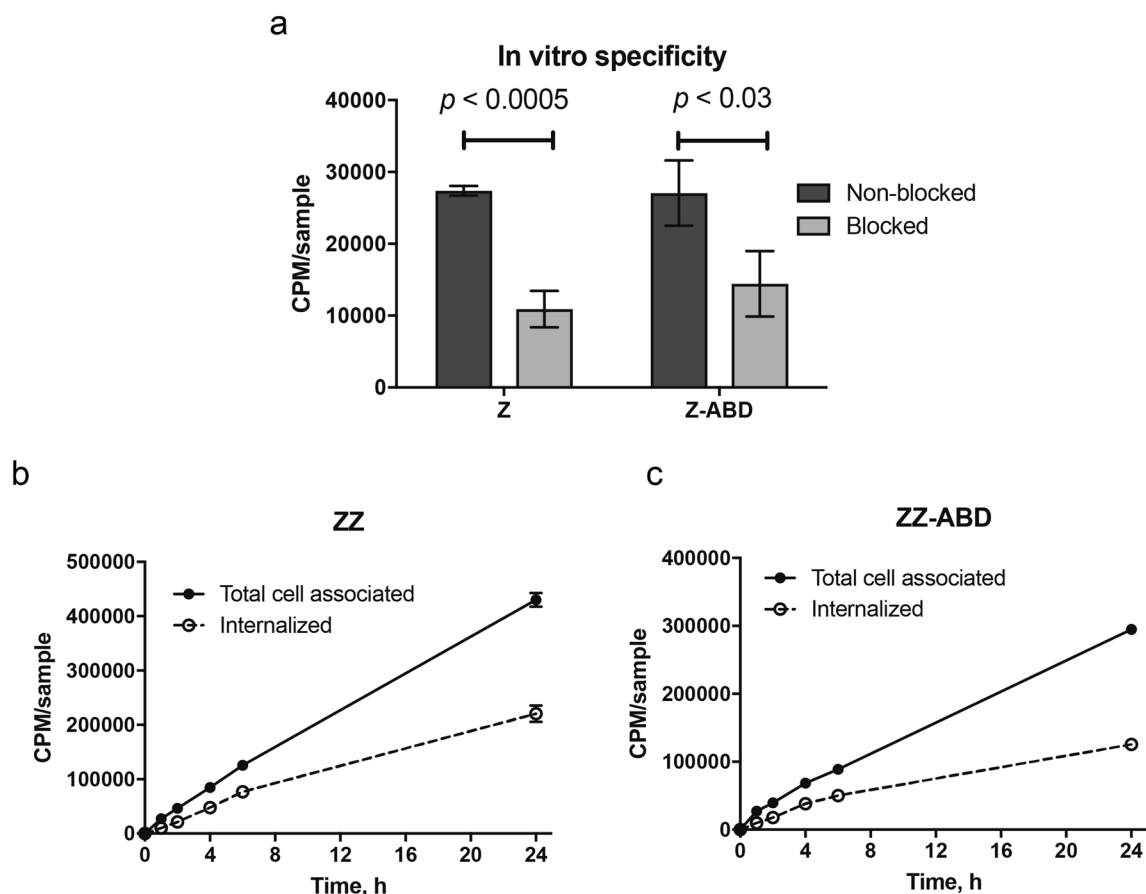 a
In vitro specificity
p < 0.0005
p < 0.03
40000
30000
20000
10000
0
CPM/sample
Non-blocked
Blocked
Z
Z-ABD
b
ZZ
500000
400000
300000
200000
100000
0
CPM/sample
Total cell associated
Internalized
0 4 8 12 16 20 24
Time, h
c
ZZ-ABD
400000
300000
200000
100000
0
CPM/sample
Total cell associated
Internalized
0 4 8 12 16 20 24
Time, h